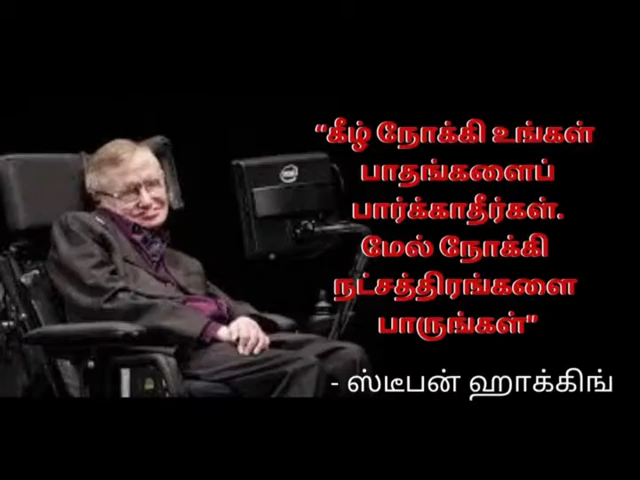 “கீழ் நோக்கி உங்கள்
பாதங்களைப்
பார்க்காதீர்கள்.
மேல் நோக்கி
நட்சத்திரங்களை
பாருங்கள்”
- ஸ்டீபன் ஹாக்கிங்